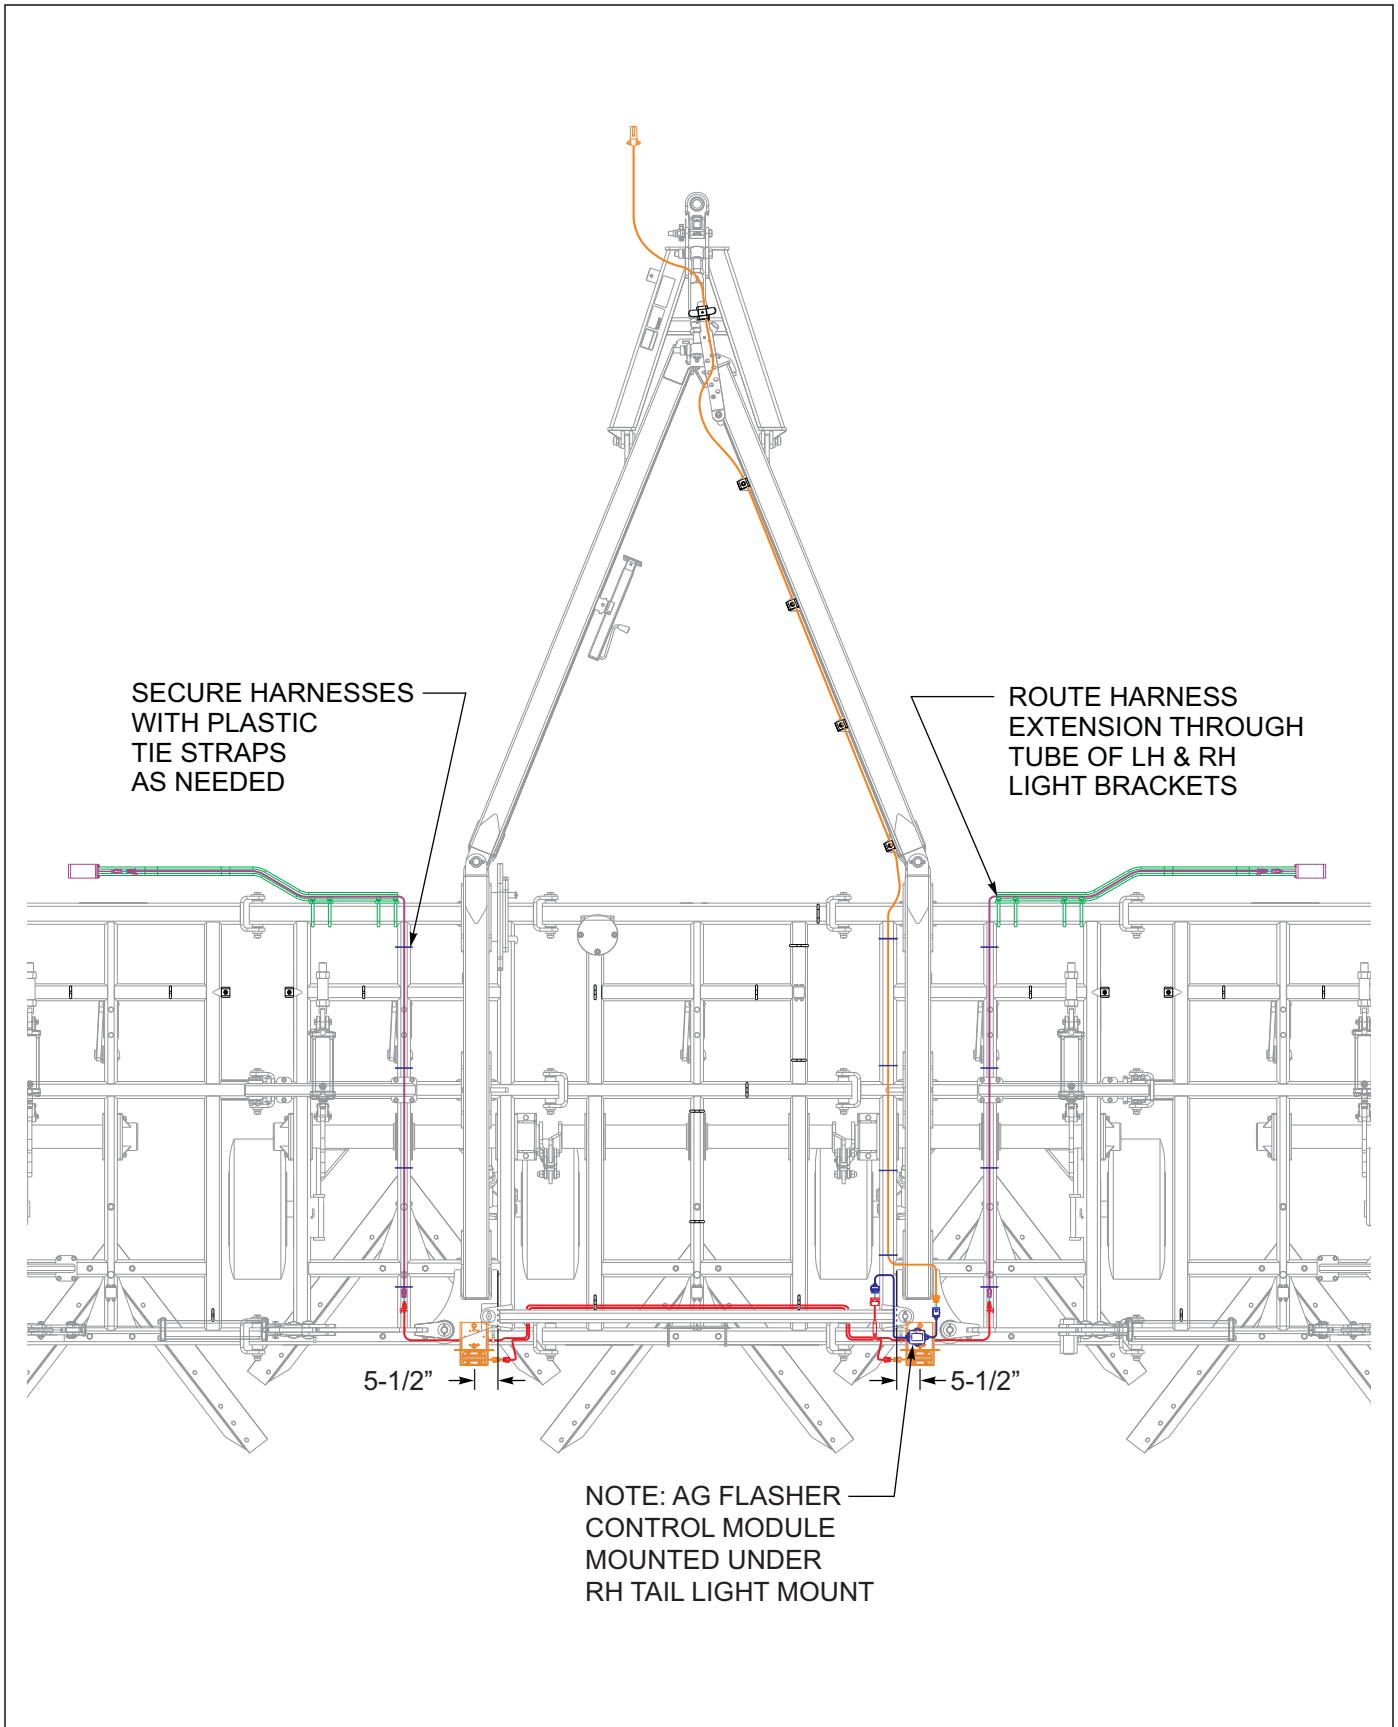 SECURE HARNESSES
WITH PLASTIC
TIE STRAPS
AS NEEDED
ROUTE HARNESS
EXTENSION THROUGH
TUBE OF LH & RH
LIGHT BRACKETS
5-1/2”
5-1/2”
NOTE: AG FLASHER
CONTROL MODULE
MOUNTED UNDER
RH TAIL LIGHT MOUNT